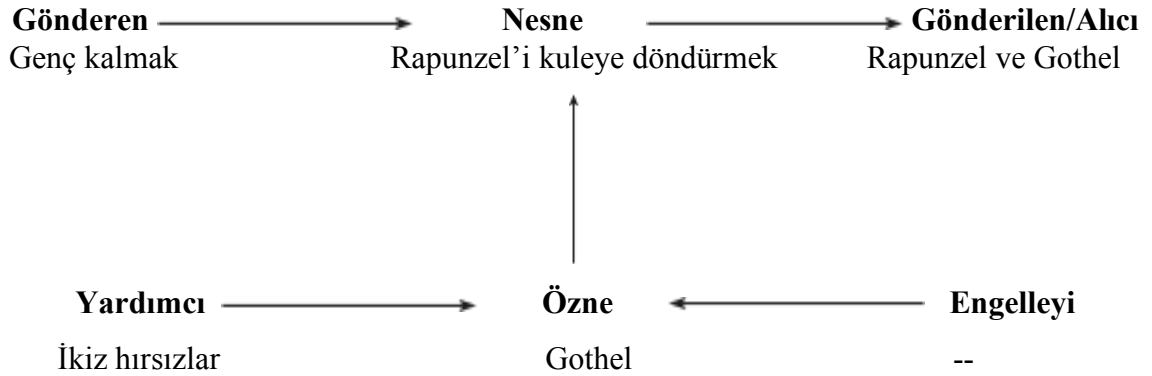 Gönderen Nesne Gönderilen/Alıcı
Genç kalmak Rapunzel’i kuleye döndürmek Rapunzel ve Gothel
Yardımcı Özne Engelleyi
İkiz hırsızlar Gothel --